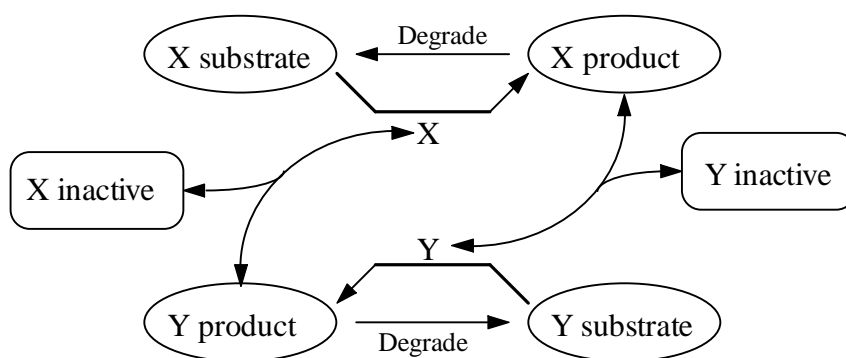 X substrate
Degrade
X product
X
X inactive
Y inactive
Y
Y product
Degrade
Y substrate